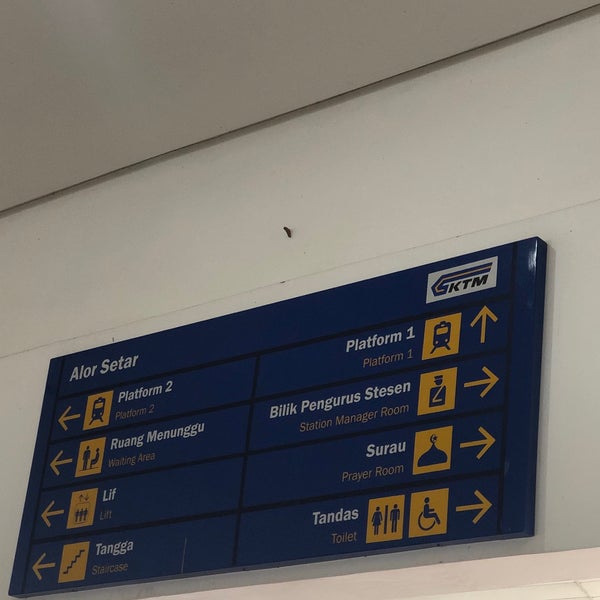 KTM
Alor Setar
Platform 2
Platform 2
Ruang Menunggu
Waiting Area
Lif
Lift
Tangga
Staircase
Platform 1
Platform 1
Bilik Pengurus Stesen
Station Manager Room
Surau
Prayer Room
Tandas
Toilet